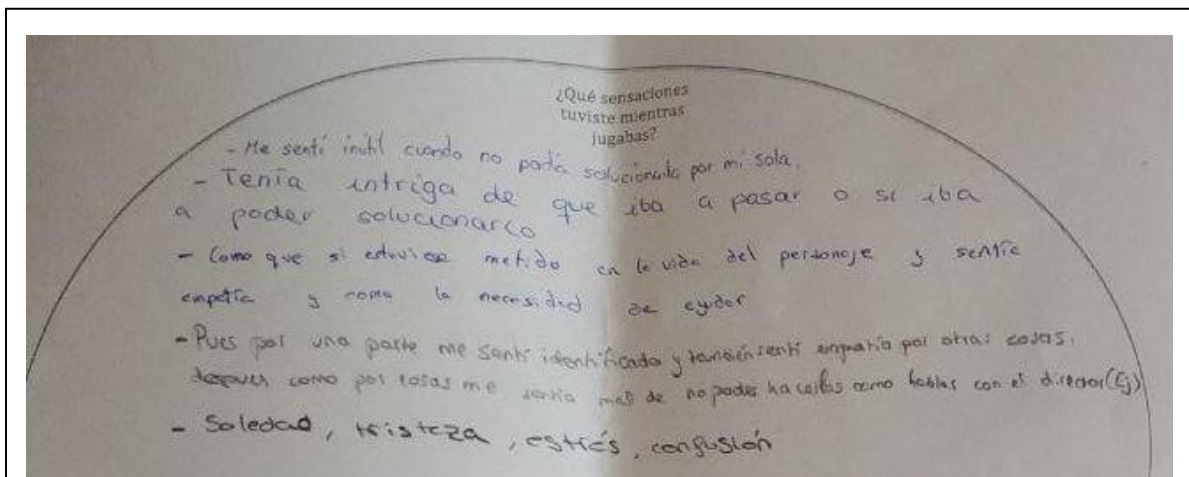 ¿Qué sensaciones
tuviste mientras
jugabas?
- Me sentí inútil cuando no podía solucionarlo por mi sola.
- Tenía intriga de que iba a pasar o si iba
a poder solucionarlo
- Como que si estuviese metido en la vida del personaje y sentía
empatía y como la necesidad de ayudar
- Pues por una parte me sentí identificada y también sentí empatía por otras cosas,
despues como por cosas me sentía mal de no poder hacerlas como hablar con el director (Ej)
- Soledad, tristeza, estrés, confusión